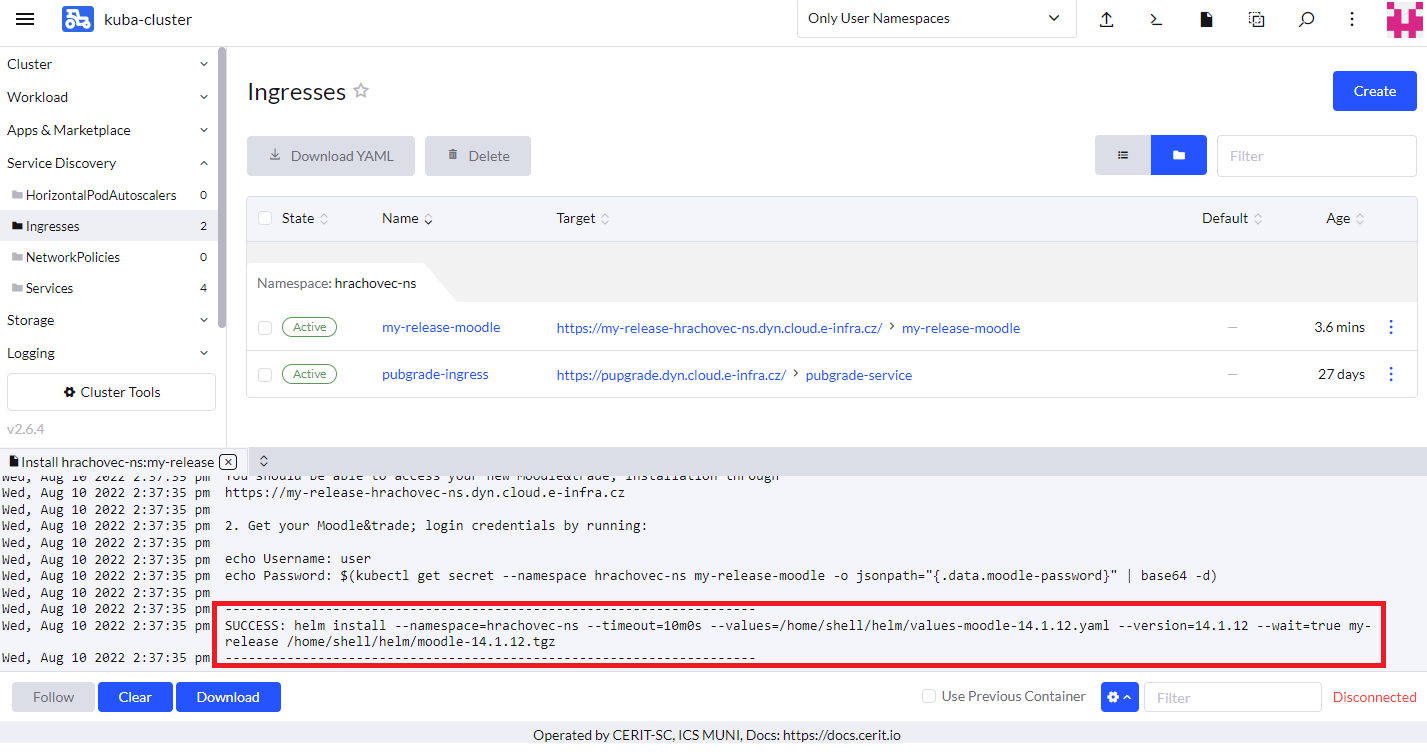 kuba-cluster
Only User Namespaces
Cluster
Workload
Apps & Marketplace
Service Discovery
HorizontalPodAutoscalers 0
Ingresses 2
NetworkPolicies 0
Services 4
Storage
Logging
Cluster Tools
v2.6.4
Ingresses
Create
Download YAML Delete
Filter
State Name Target Default Age
Namespace: hrachovec-ns
Active my-release-moodle https://my-release-hrachovec-ns.dyn.cloud.e-infra.cz/ > my-release-moodle — 3.6 mins
Active pubgrade-ingress https://pupgrade.dyn.cloud.e-infra.cz/ > pubgrade-service — 27 days
Install hrachovec-ns:my-release
Wed, Aug 10 2022 2:37:35 pm You should be able to access your new Moodle&trade; installation through
Wed, Aug 10 2022 2:37:35 pm https://my-release-hrachovec-ns.dyn.cloud.e-infra.cz
Wed, Aug 10 2022 2:37:35 pm
Wed, Aug 10 2022 2:37:35 pm 2. Get your Moodle&trade; login credentials by running:
Wed, Aug 10 2022 2:37:35 pm
Wed, Aug 10 2022 2:37:35 pm echo Username: user
Wed, Aug 10 2022 2:37:35 pm echo Password: $(kubectl get secret --namespace hrachovec-ns my-release-moodle -o jsonpath="{.data.moodle-password}" | base64 -d)
Wed, Aug 10 2022 2:37:35 pm
Wed, Aug 10 2022 2:37:35 pm ---------------------------------------------------------------------
Wed, Aug 10 2022 2:37:35 pm SUCCESS: helm install --namespace=hrachovec-ns --timeout=10m0s --values=/home/shell/helm/values-moodle-14.1.12.yaml --version=14.1.12 --wait=true my-
release /home/shell/helm/moodle-14.1.12.tgz
Wed, Aug 10 2022 2:37:35 pm ---------------------------------------------------------------------
Follow Clear Download Use Previous Container Filter Disconnected
Operated by CERIT-SC, ICS MUNI, Docs: https://docs.cerit.io